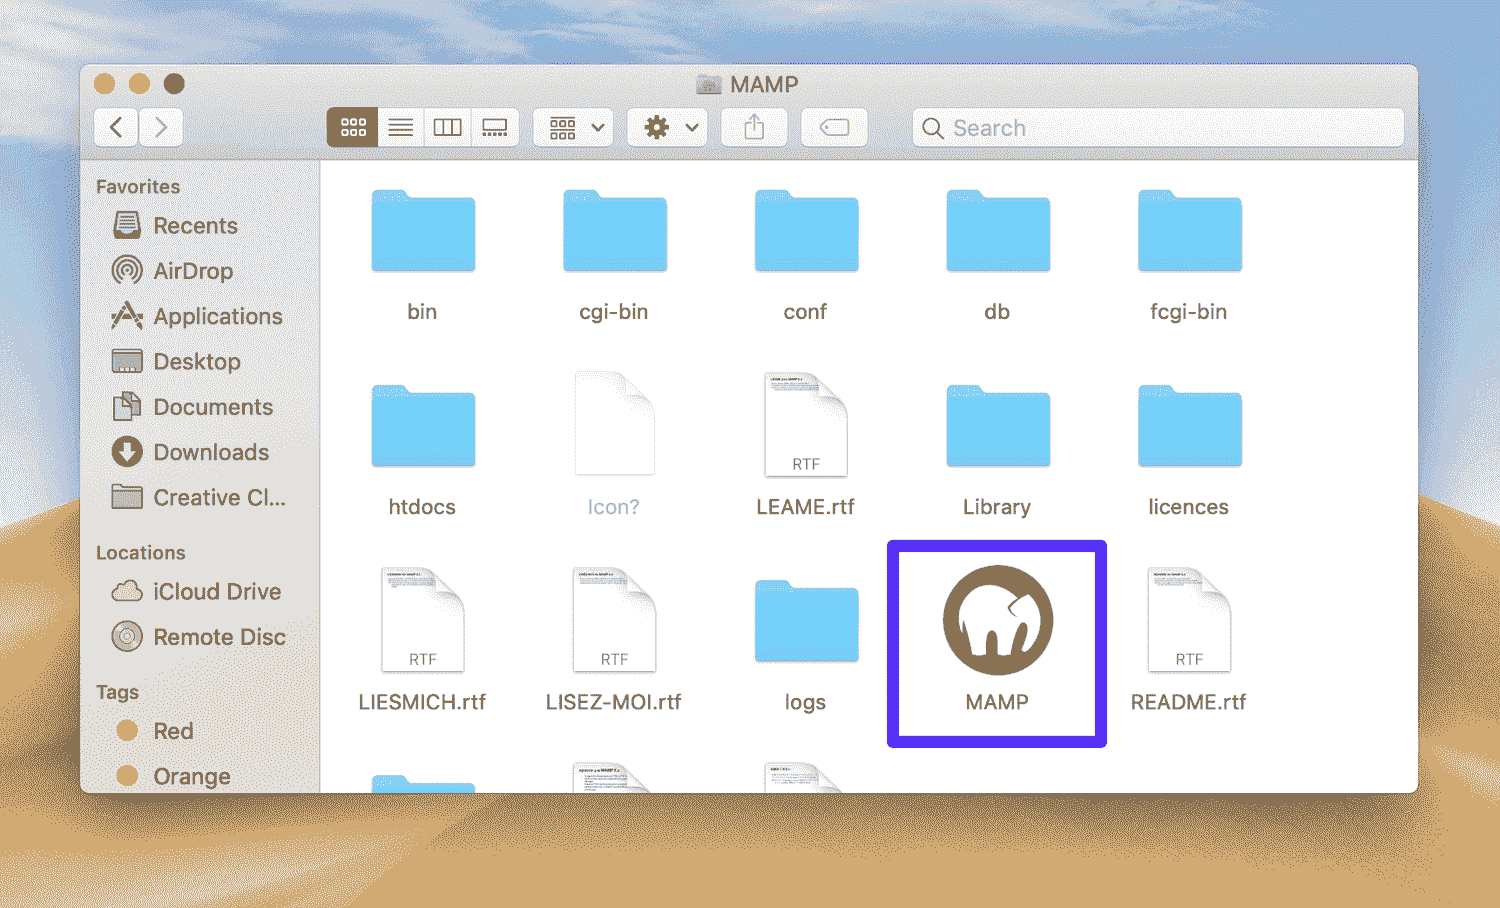 MAMP
Search
Favorites
Recents
AirDrop
Applications
Desktop
Documents
Downloads
Creative Cl...
Locations
iCloud Drive
Remote Disc
Tags
Red
Orange
bin
cgi-bin
conf
db
fcgi-bin
RTF
htdocs
Icon?
LEAME.rtf
Library
licences
RTF
RTF
RTF
LIESMICH.rtf
LISEZ-MOI.rtf
logs
MAMP
README.rtf